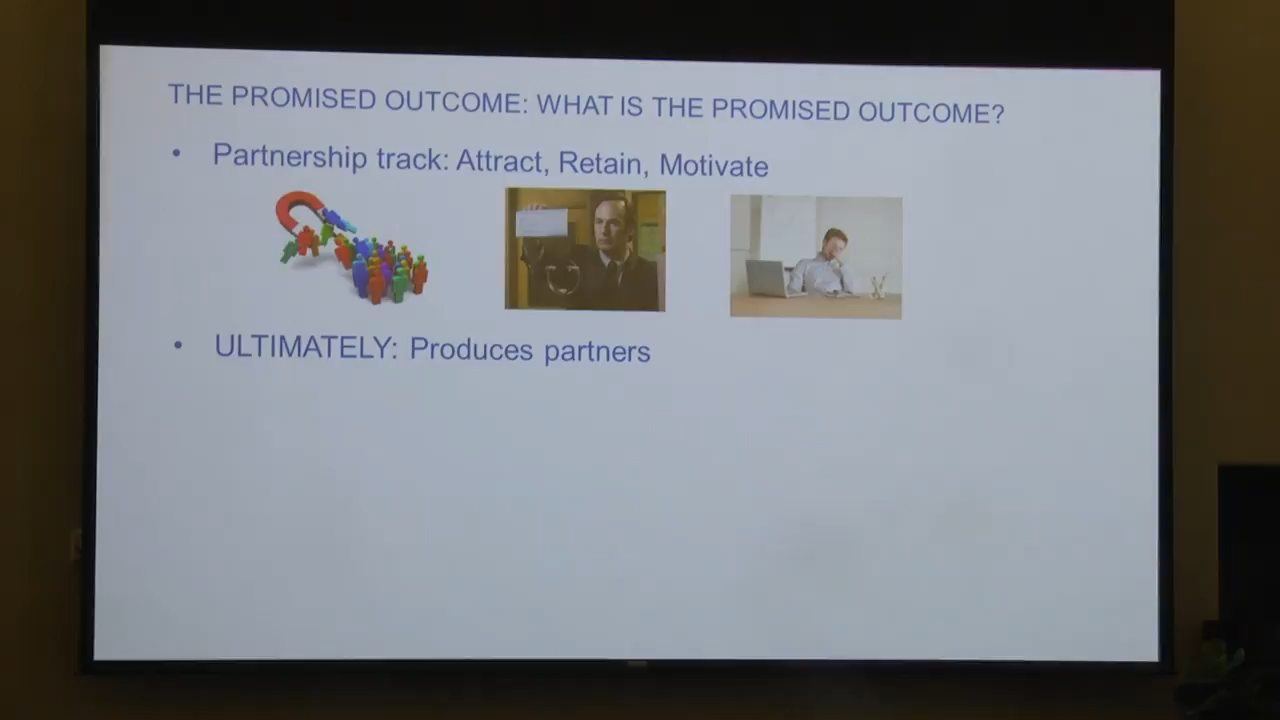 THE PROMISED OUTCOME: WHAT IS THE PROMISED OUTCOME?
• Partnership track: Attract, Retain, Motivate
• ULTIMATELY: Produces partners